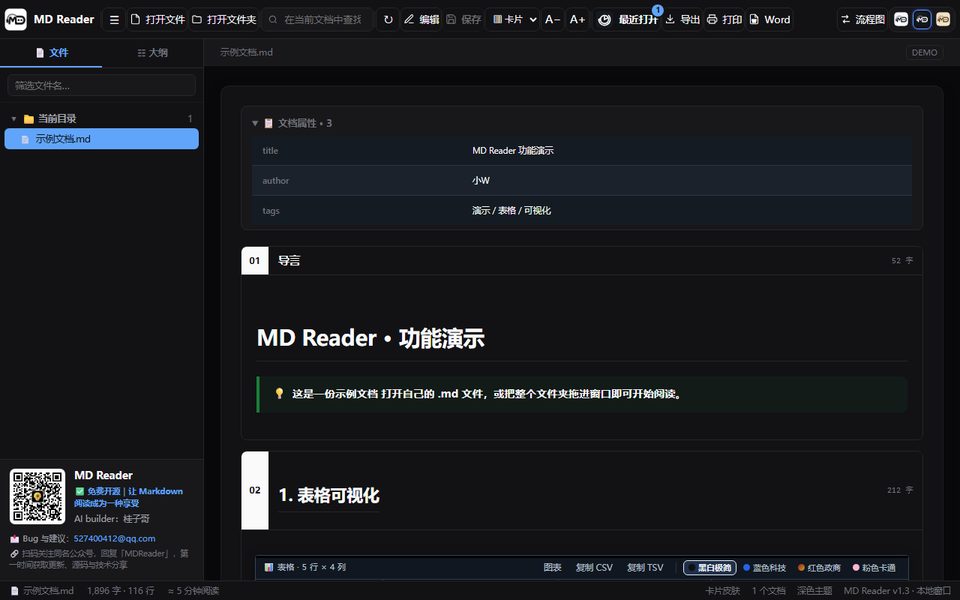 MD Reader
打开文件
打开文件夹
在当前文档中查找
编辑
保存
卡片
A−
A+
最近打开
1
导出
打印
Word
流程图
文件
大纲
示例文档.md
DEMO
筛选文件名...
当前目录
1
示例文档.md
文档属性 • 3
title
MD Reader 功能演示
author
小W
tags
演示 / 表格 / 可视化
01
导言
52 字
MD Reader • 功能演示
这是一份示例文档 打开自己的 .md 文件，或把整个文件夹拖进窗口即可开始阅读。
02
1. 表格可视化
212 字
表格 · 5 行 × 4 列
图表
复制 CSV
复制 TSV
黑白极简
蓝色科技
红色政商
粉色卡通
MD Reader
免费开源 | 让 Markdown
阅读成为一种享受
AI builder：桂子哥
Bug 与建议：527400412@qq.com
扫码关注同名公众号，回复「MDReader」，第
一时间获取更新、源码与技术分享
示例文档.md
1,896 字 · 116 行
≈ 5 分钟阅读
卡片皮肤
1 个文档
深色主题
MD Reader v1.3 · 本地窗口